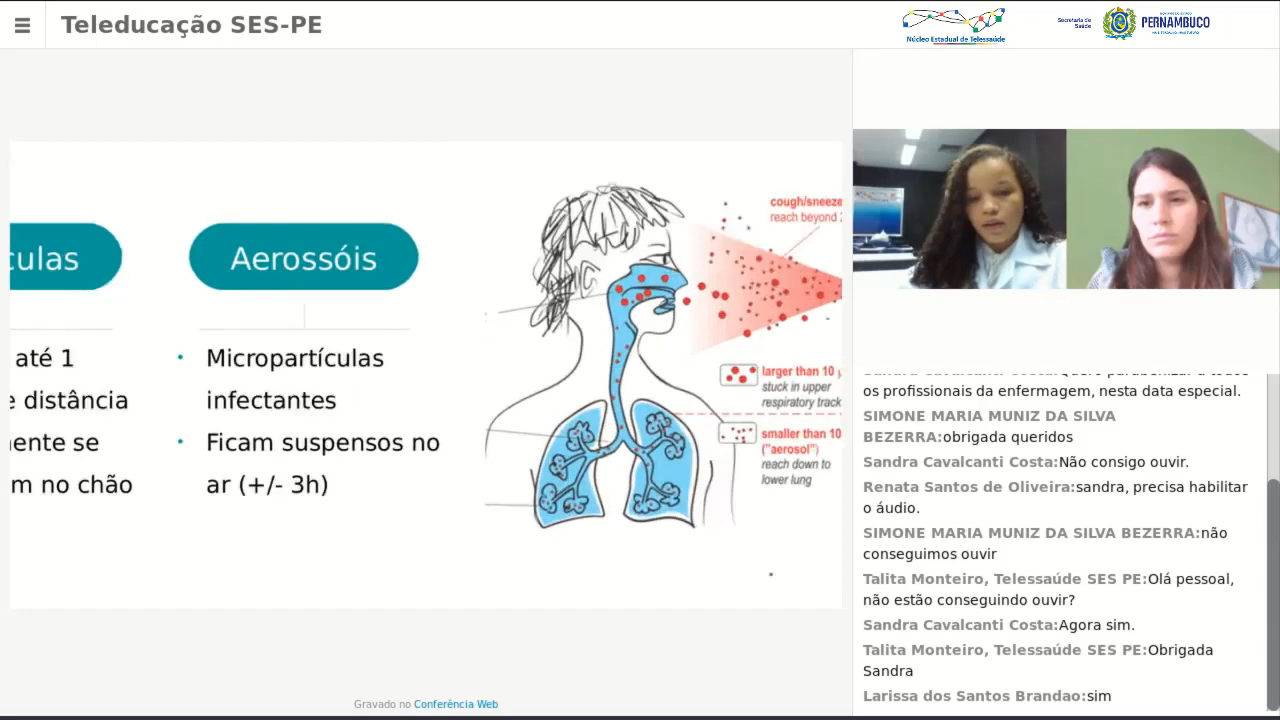 ☰ Teleducação SES-PE
Núcleo Estadual de Telessaúde
Secretaria de
Saúde
PERNAMBUCO
culas
Aerossóis
até 1
e distância
nente se
m no chão
• Micropartículas
infectantes
• Ficam suspensos no
ar (+/- 3h)
cough/sneeze
reach beyond
larger than 10
stuck in upper
respiratory track
smaller than 10
("aerosol")
reach down to
lower lung
os profissionais da enfermagem, nesta data especial.
SIMONE MARIA MUNIZ DA SILVA
BEZERRA:obrigada queridos
Sandra Cavalcanti Costa:Não consigo ouvir.
Renata Santos de Oliveira:sandra, precisa habilitar
o áudio.
SIMONE MARIA MUNIZ DA SILVA BEZERRA:não
conseguimos ouvir
Talita Monteiro, Telessaúde SES PE:Olá pessoal,
não estão conseguindo ouvir?
Sandra Cavalcanti Costa:Agora sim.
Talita Monteiro, Telessaúde SES PE:Obrigada
Sandra
Larissa dos Santos Brandao:sim
Gravado no Conferência Web